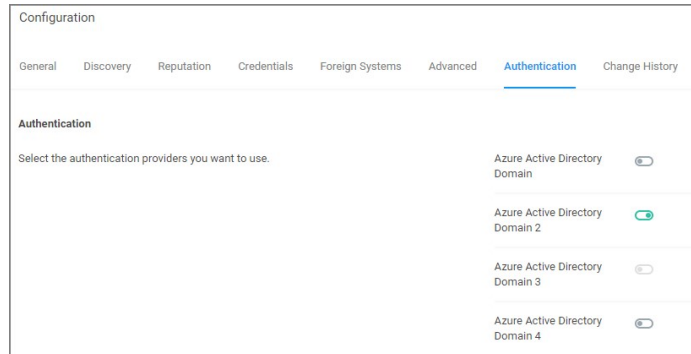 Configuration
General Discovery Reputation Credentials Foreign Systems Advanced Authentication Change History
Authentication
Select the authentication providers you want to use.
Azure Active Directory
Domain
Azure Active Directory
Domain 2
Azure Active Directory
Domain 3
Azure Active Directory
Domain 4